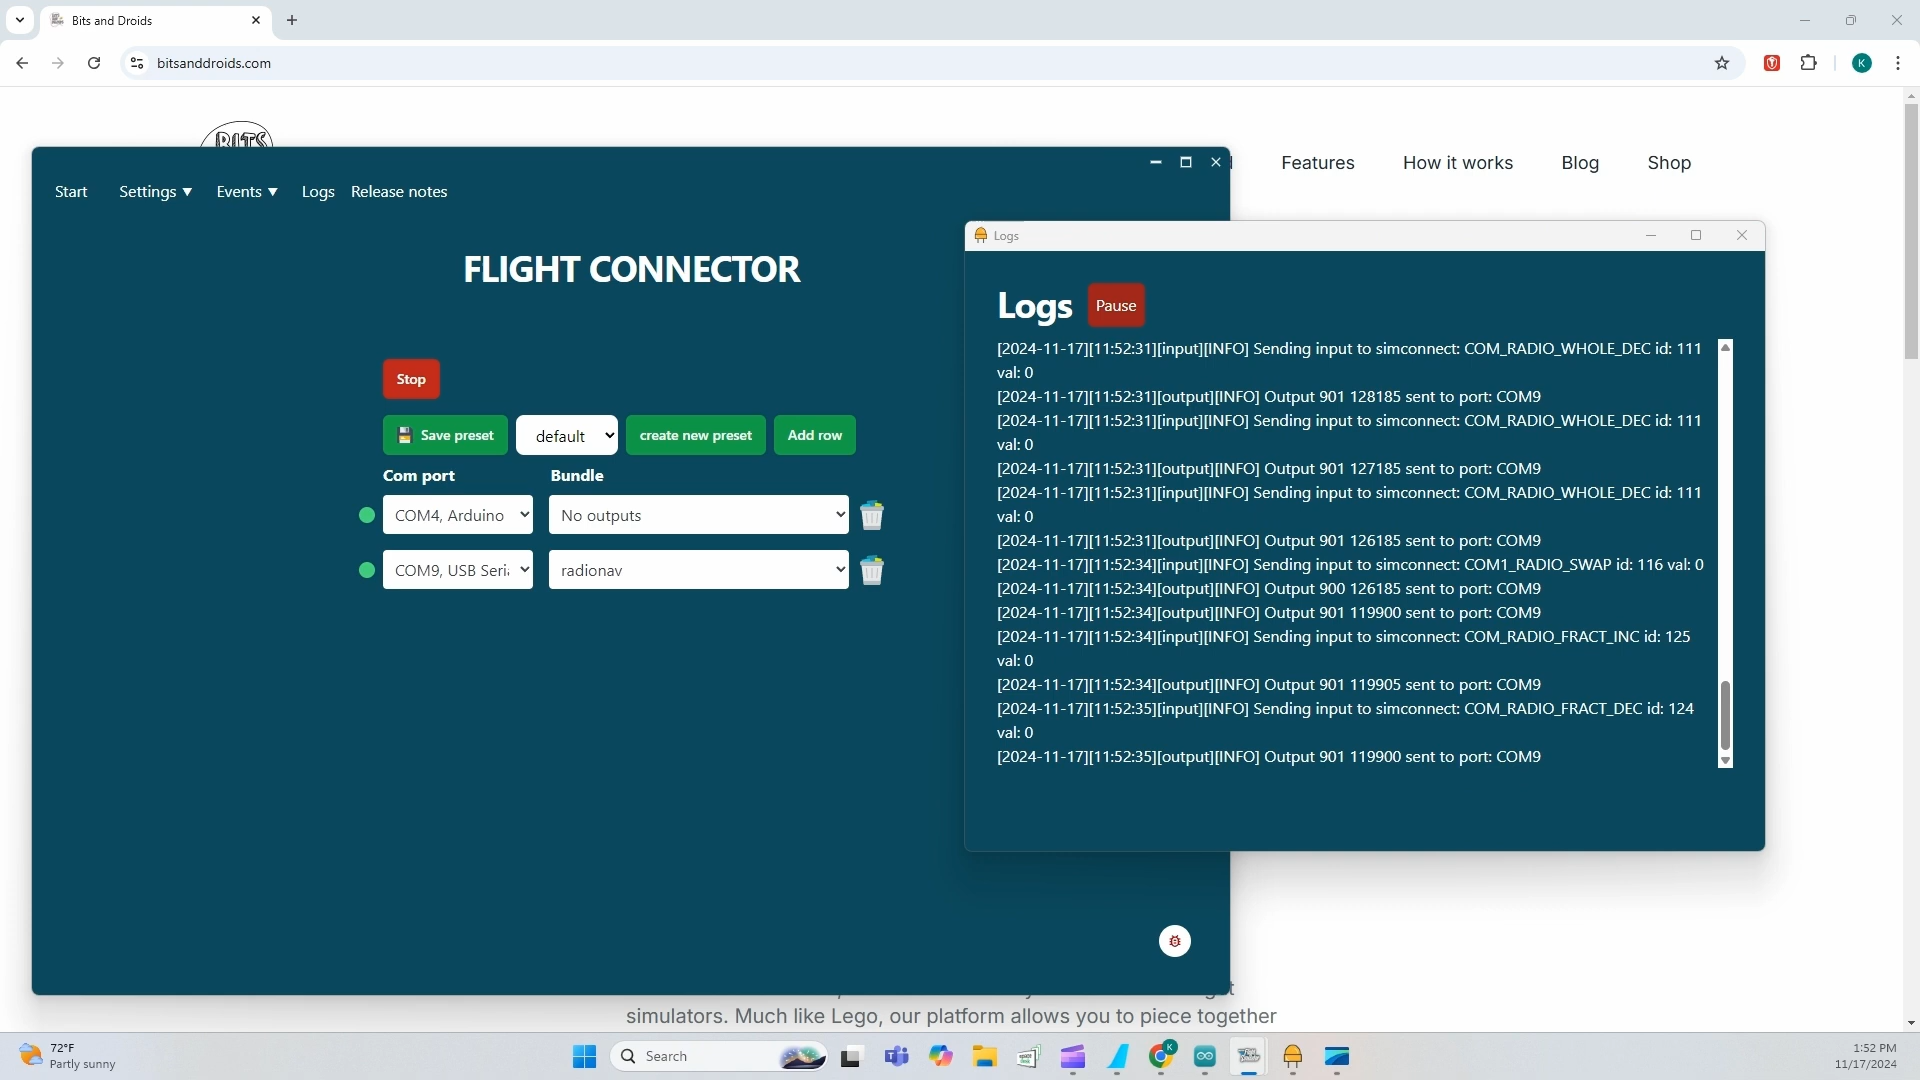 Bits and Droids
bitsanddroids.com
K
BITS
Features
How it works
Blog
Shop
Start
Settings ▼
Events ▼
Logs
Release notes
FLIGHT CONNECTOR
Stop
Save preset
default
create new preset
Add row
Com port
Bundle
COM4, Arduino
No outputs
COM9, USB Seri
radionav
Logs
Logs
Pause
[2024-11-17][11:52:31][input][INFO] Sending input to simconnect: COM_RADIO_WHOLE_DEC id: 111
val: 0
[2024-11-17][11:52:31][output][INFO] Output 901 128185 sent to port: COM9
[2024-11-17][11:52:31][input][INFO] Sending input to simconnect: COM_RADIO_WHOLE_DEC id: 111
val: 0
[2024-11-17][11:52:31][output][INFO] Output 901 127185 sent to port: COM9
[2024-11-17][11:52:31][input][INFO] Sending input to simconnect: COM_RADIO_WHOLE_DEC id: 111
val: 0
[2024-11-17][11:52:31][output][INFO] Output 901 126185 sent to port: COM9
[2024-11-17][11:52:34][input][INFO] Sending input to simconnect: COM1_RADIO_SWAP id: 116 val: 0
[2024-11-17][11:52:34][output][INFO] Output 900 126185 sent to port: COM9
[2024-11-17][11:52:34][output][INFO] Output 901 119900 sent to port: COM9
[2024-11-17][11:52:34][input][INFO] Sending input to simconnect: COM_RADIO_FRACT_INC id: 125
val: 0
[2024-11-17][11:52:34][output][INFO] Output 901 119905 sent to port: COM9
[2024-11-17][11:52:35][input][INFO] Sending input to simconnect: COM_RADIO_FRACT_DEC id: 124
val: 0
[2024-11-17][11:52:35][output][INFO] Output 901 119900 sent to port: COM9
simulators. Much like Lego, our platform allows you to piece together
72°F
Partly sunny
Search
K
1:52 PM
11/17/2024